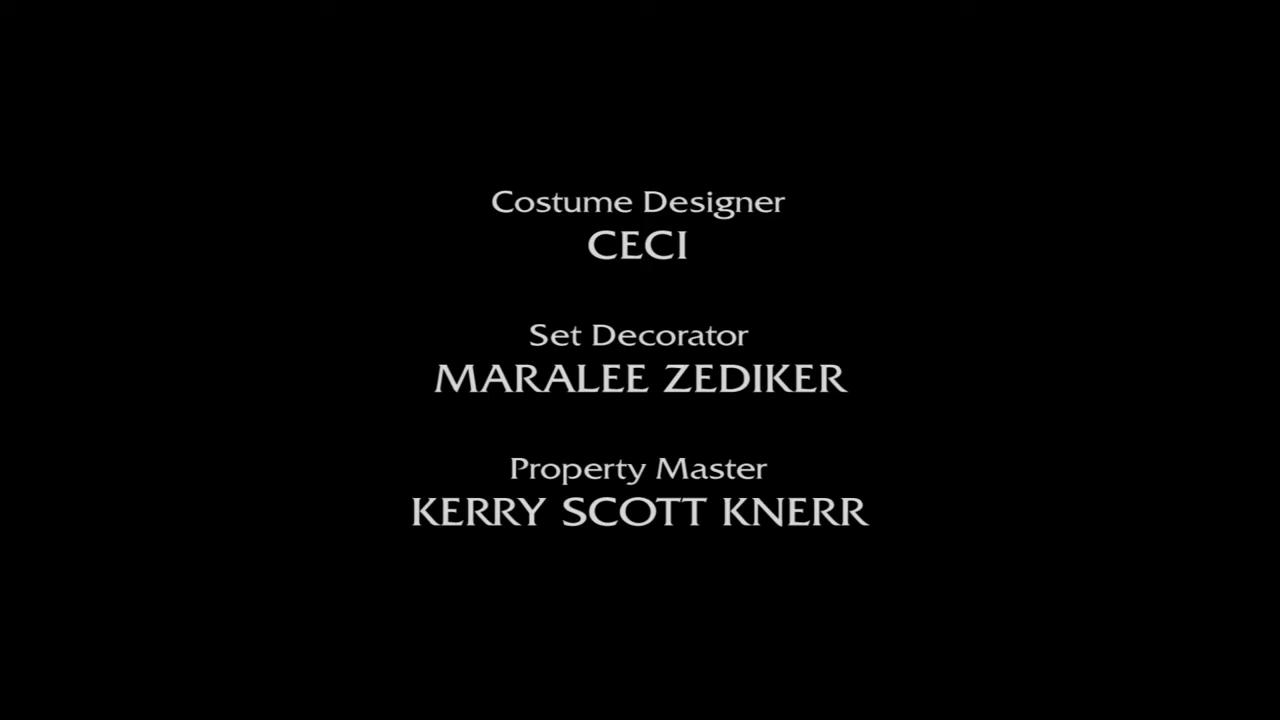 Costume Designer
CECI
Set Decorator
MARALEE ZEDIKER
Property Master
KERRY SCOTT KNERR